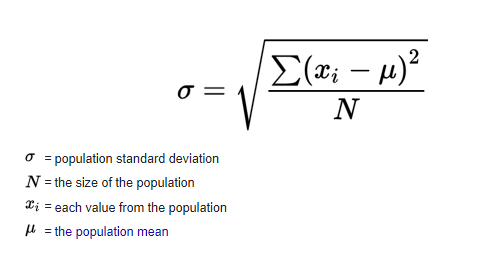 σ = √(∑(xᵢ − μ)² / N)
σ = population standard deviation
N = the size of the population
xᵢ = each value from the population
μ = the population mean